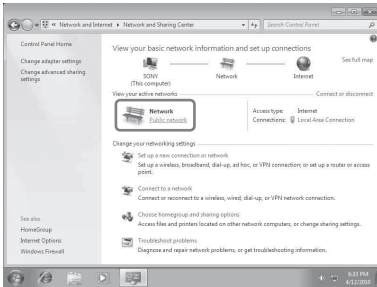 « Network and Internet ▸ Network and Sharing Center
Search Control Panel
Control Panel Home
Change adapter settings
Change advanced sharing
settings
View your basic network information and set up connections
See full map
SONY
(This computer)
Network
Internet
View your active networks
Connect or disconnect
Network
Public network
Access type: Internet
Connections: Local Area Connection
Change your networking settings
Set up a new connection or network
Set up a wireless, broadband, dial-up, ad hoc, or VPN connection; or set up a router or access
point.
Connect to a network
Connect or reconnect to a wireless, wired, dial-up, or VPN network connection.
Choose homegroup and sharing options
Access files and printers located on other network computers, or change sharing settings.
Troubleshoot problems
Diagnose and repair network problems, or get troubleshooting information.
See also
HomeGroup
Internet Options
Windows Firewall
6:33 PM
4/12/2010